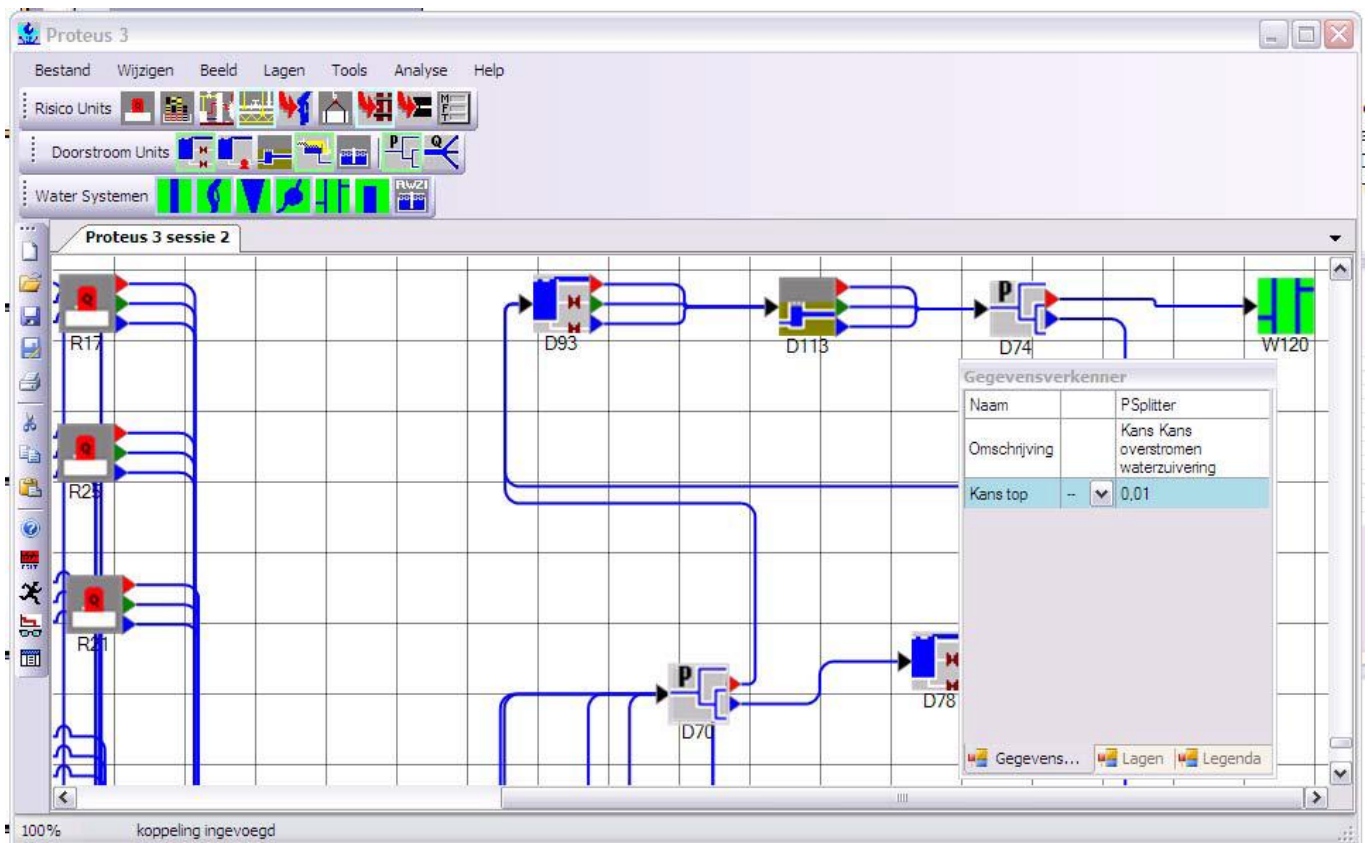 Proteus 3
Bestand Wijzigen Beeld Lagen Tools Analyse Help
Risico Units
M
F
T
Doorstroom Units
P Q
Water Systemen
RWZI
Proteus 3 sessie 2
R17
D93
D113
P
D74
W120
Gegevensverkenner
Naam PSplitter
Omschrijving Kans Kans
overstromen
waterzuivering
Kans top -- 0,01
R25
R21
P
D70
D78
Gegevens... Lagen Legenda
100% koppeling ingevoegd